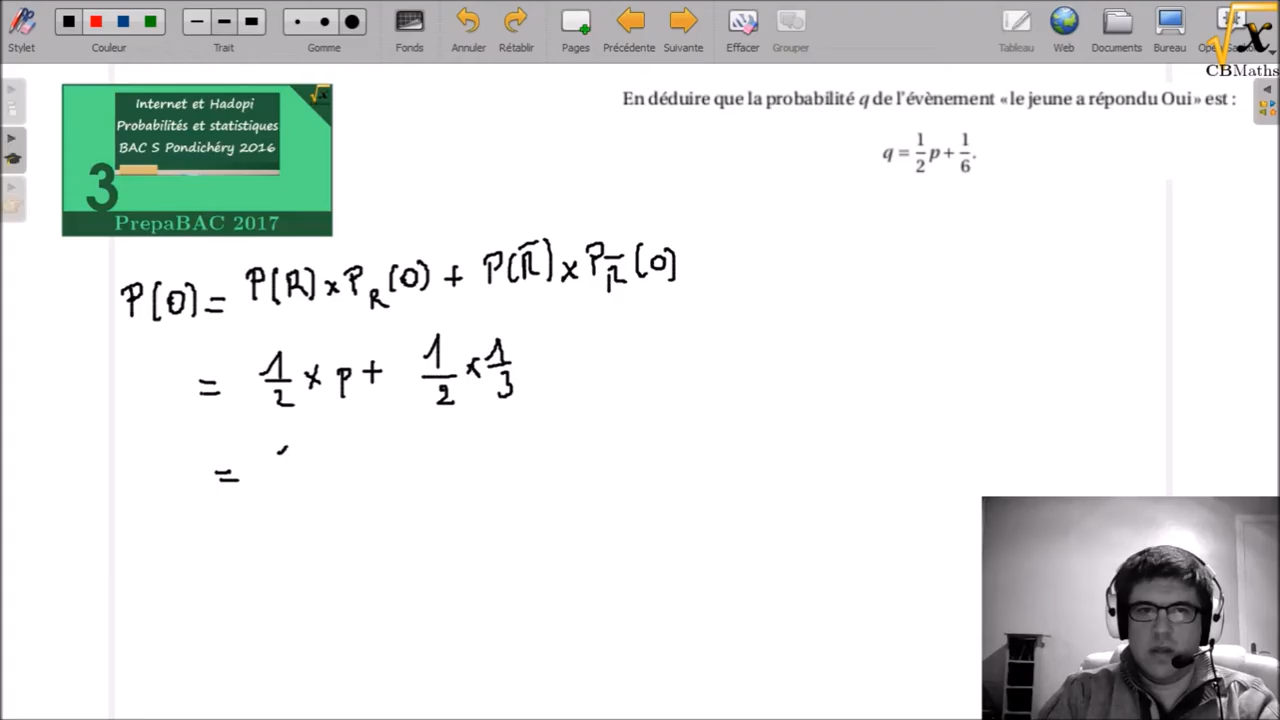 Stylet Couleur Trait Gomme Fonds Annuler Rétablir Pages Précédente Suivante Effacer Grouper Tableau Web Documents Bureau
√x
CBMaths
Internet et Hadopi
Probabilités et statistiques
BAC S Pondichéry 2016
3
PrepaBAC 2017
En déduire que la probabilité q de l'évènement «le jeune a répondu Oui» est :
q = 1/2 p + 1/6.
P(O) = P(R) × P_R(O) + P(R̅) × P_R̅(O)
= 1/2 × p + 1/2 × 1/3
=